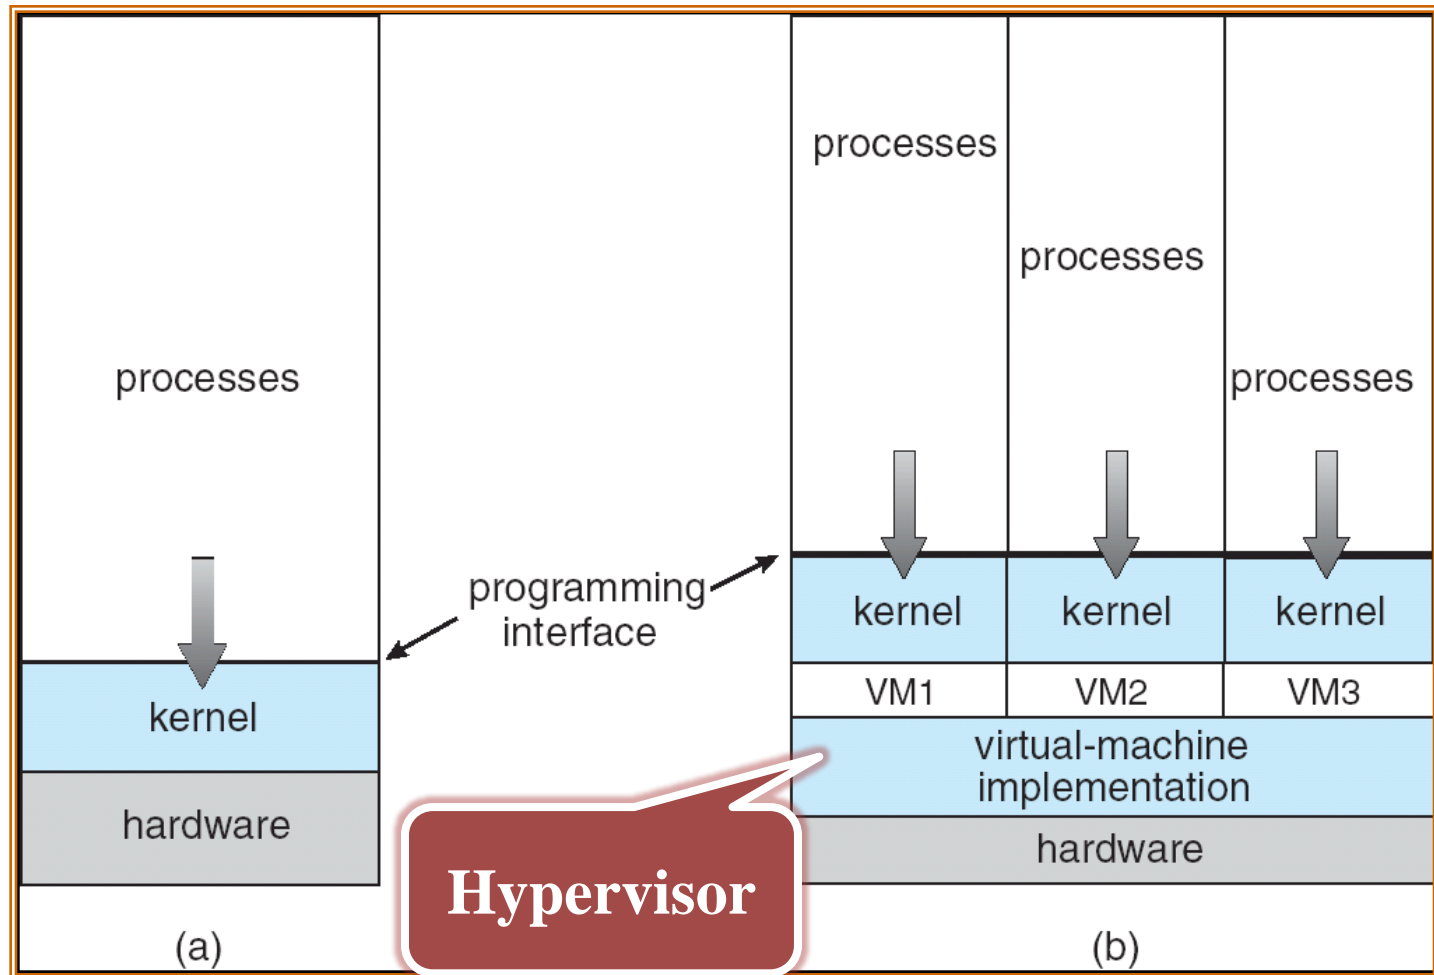 processes
kernel
hardware
(a)
programming
interface
processes
processes
processes
kernel
kernel
kernel
VM1
VM2
VM3
virtual-machine
implementation
hardware
Hypervisor
(b)